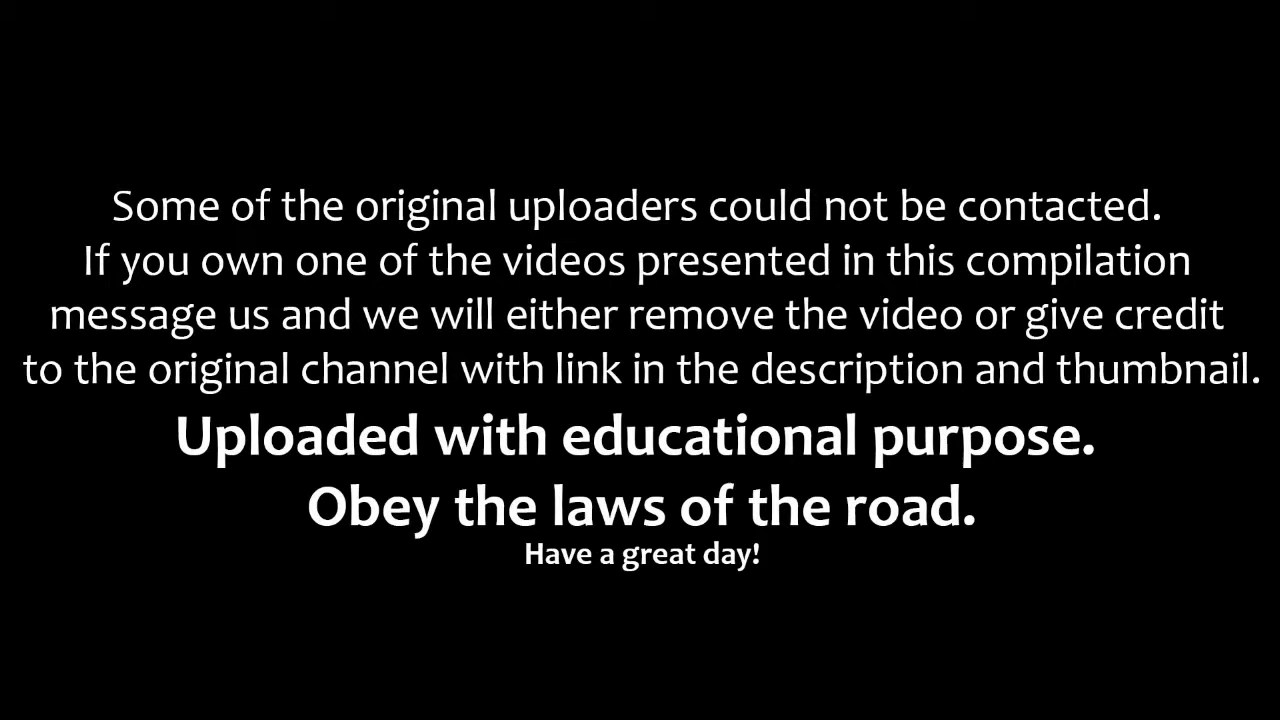 Some of the original uploaders could not be contacted.
If you own one of the videos presented in this compilation
message us and we will either remove the video or give credit
to the original channel with link in the description and thumbnail.
Uploaded with educational purpose.
Obey the laws of the road.
Have a great day!